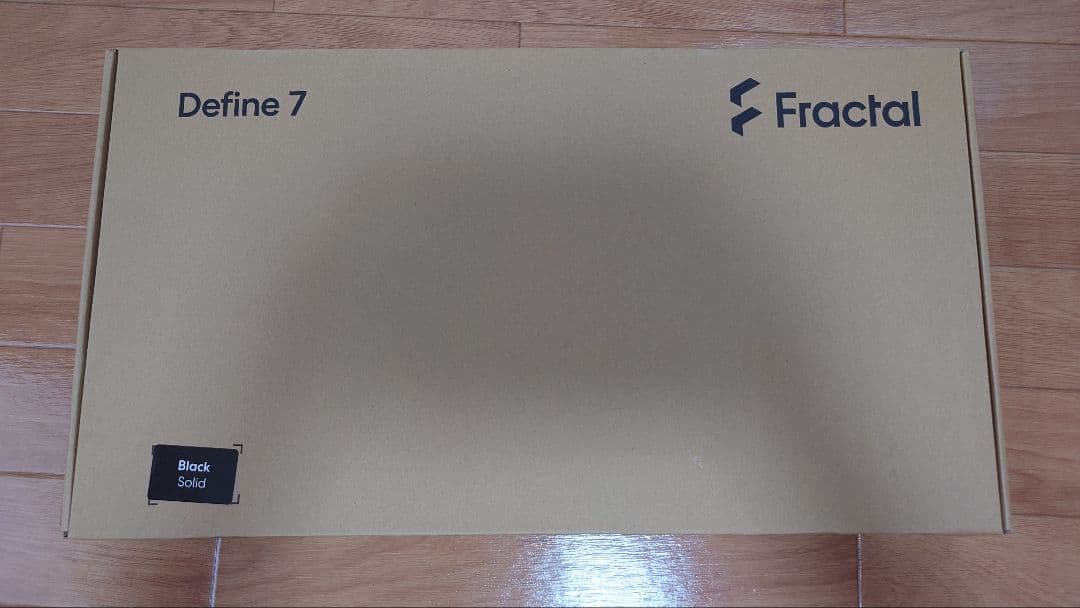 Define 7
Fractal
Black
Solid